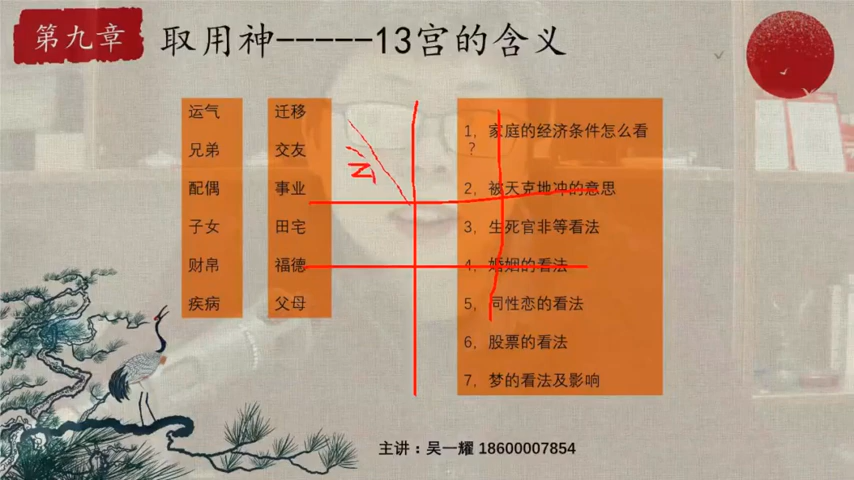 第九章
取用神-----13宫的含义
运气
兄弟
配偶
子女
财帛
疾病
迁移
交友
事业
田宅
福德
父母
1，家庭的经济条件怎么看
？
2，被天克地冲的意思
3，生死官非等看法
4，婚姻的看法
5，同性恋的看法
6，股票的看法
7，梦的看法及影响
主讲：吴一耀 18600007854